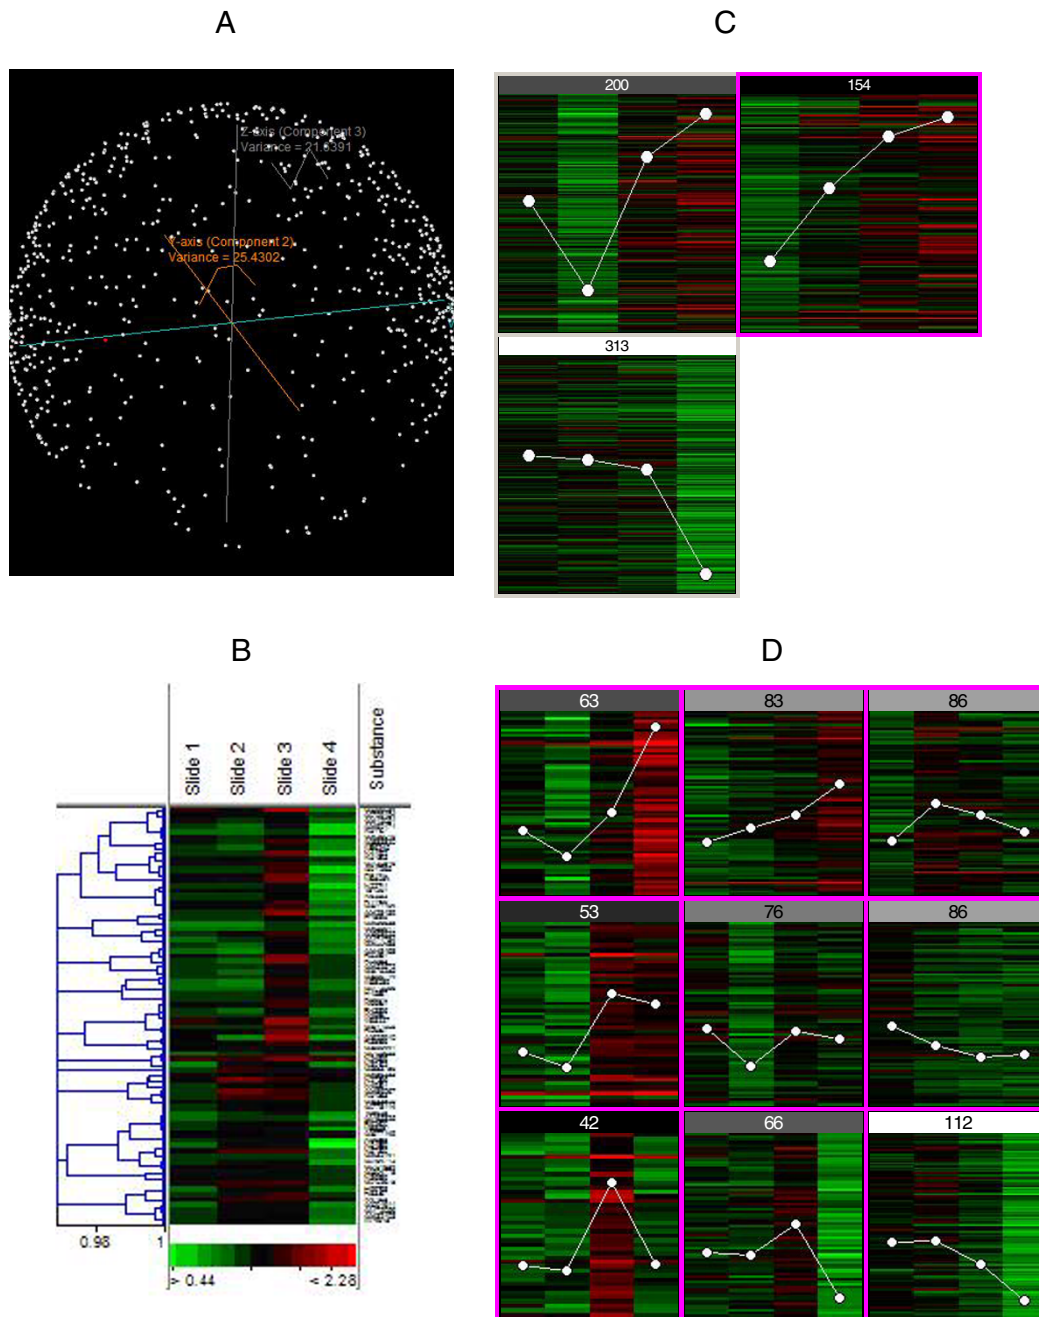 A
C
Z-axis (Component 3)
Variance = 21.5391
Y-axis (Component 2)
Variance = 25.4302
200
154
313
B
D
Slide 1
Slide 2
Slide 3
Slide 4
Substance
0.98
1
> 0.44
< 2.28
63
83
86
53
76
86
42
66
112